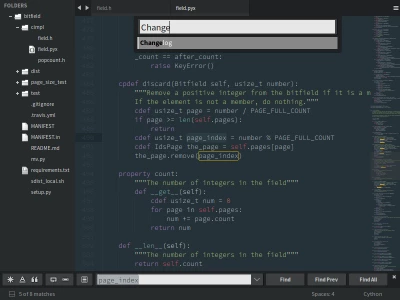 FOLDERS
bitfield
cimpl
field.h
field.pyx
popcount.h
dist
page_size_test
test
.gitignore
.travis.yml
MANIFEST
MANIFEST.in
README.md
mx.py
requirements.txt
sdist_local.sh
setup.py
field.h
field.pyx
Change
Changelog
_count == after_count:
raise KeyError()
cpdef discard(Bitfield self, usize_t number):
"""Remove a positive integer from the bitfield if it is a m
If the element is not a member, do nothing."""
cdef usize_t page = number / PAGE_FULL_COUNT
if page >= len(self.pages):
return
cdef usize_t page_index = number % PAGE_FULL_COUNT
cdef IdsPage the_page = self.pages[page]
the_page.remove(page_index)
property count:
"""The number of integers in the field"""
def __get__(self):
cdef usize_t num = 0
for page in self.pages:
num += page.count
return num
def __len__(self):
"""The number of integers in the field"""
return self.count
page_index
Find
Find Prev
Find All
5 of 9 matches
Spaces: 4
Cython